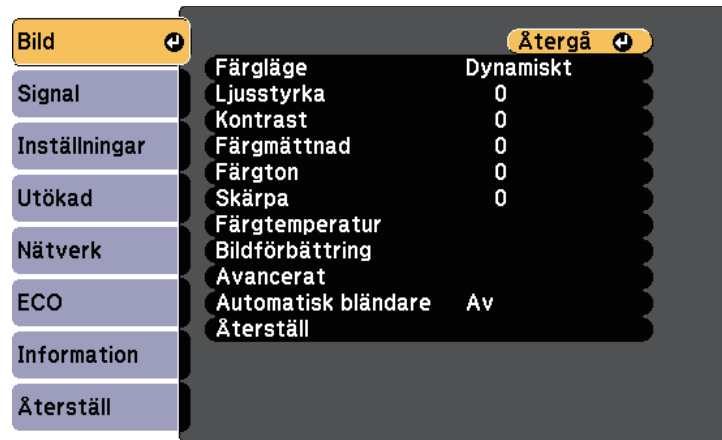 Bild
Signal
Inställningar
Utökad
Nätverk
ECO
Information
Återställ
Återgå
Färgläge Dynamiskt
Ljusstyrka 0
Kontrast 0
Färgmättnad 0
Färgton 0
Skärpa 0
Färgtemperatur
Bildförbättring
Avancerat
Automatisk bländare Av
Återställ